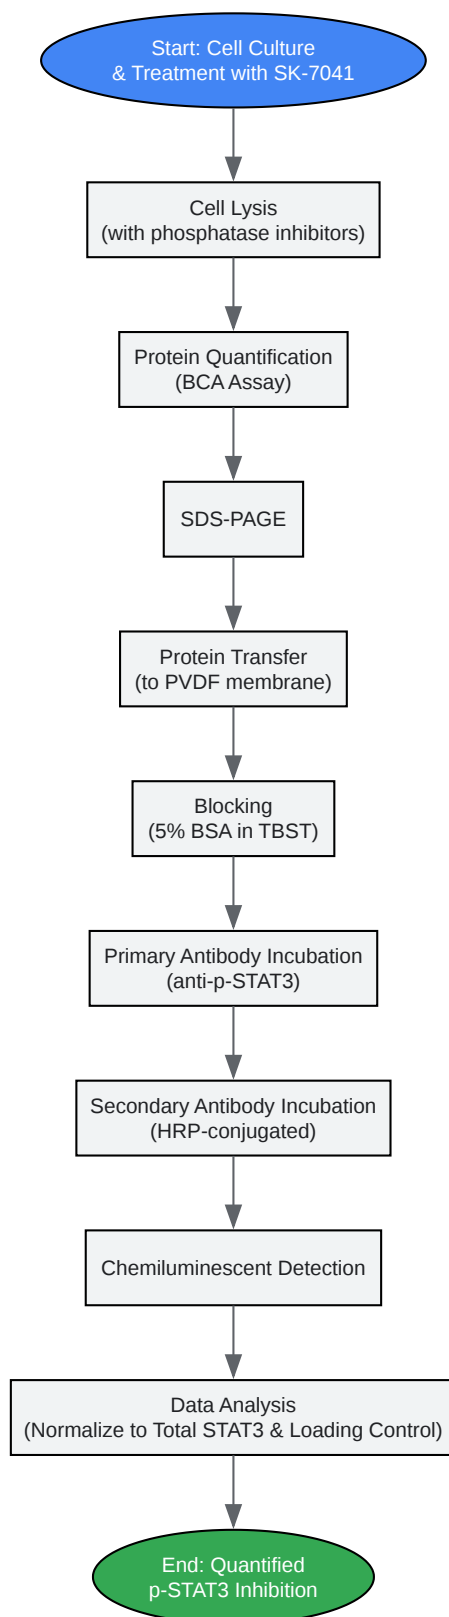 Start: Cell Culture
& Treatment with SK-7041
Cell Lysis
(with phosphatase inhibitors)
Protein Quantification
(BCA Assay)
SDS-PAGE
Protein Transfer
(to PVDF membrane)
Blocking
(5% BSA in TBST)
Primary Antibody Incubation
(anti-p-STAT3)
Secondary Antibody Incubation
(HRP-conjugated)
Chemiluminescent Detection
Data Analysis
(Normalize to Total STAT3 & Loading Control)
End: Quantified
p-STAT3 Inhibition